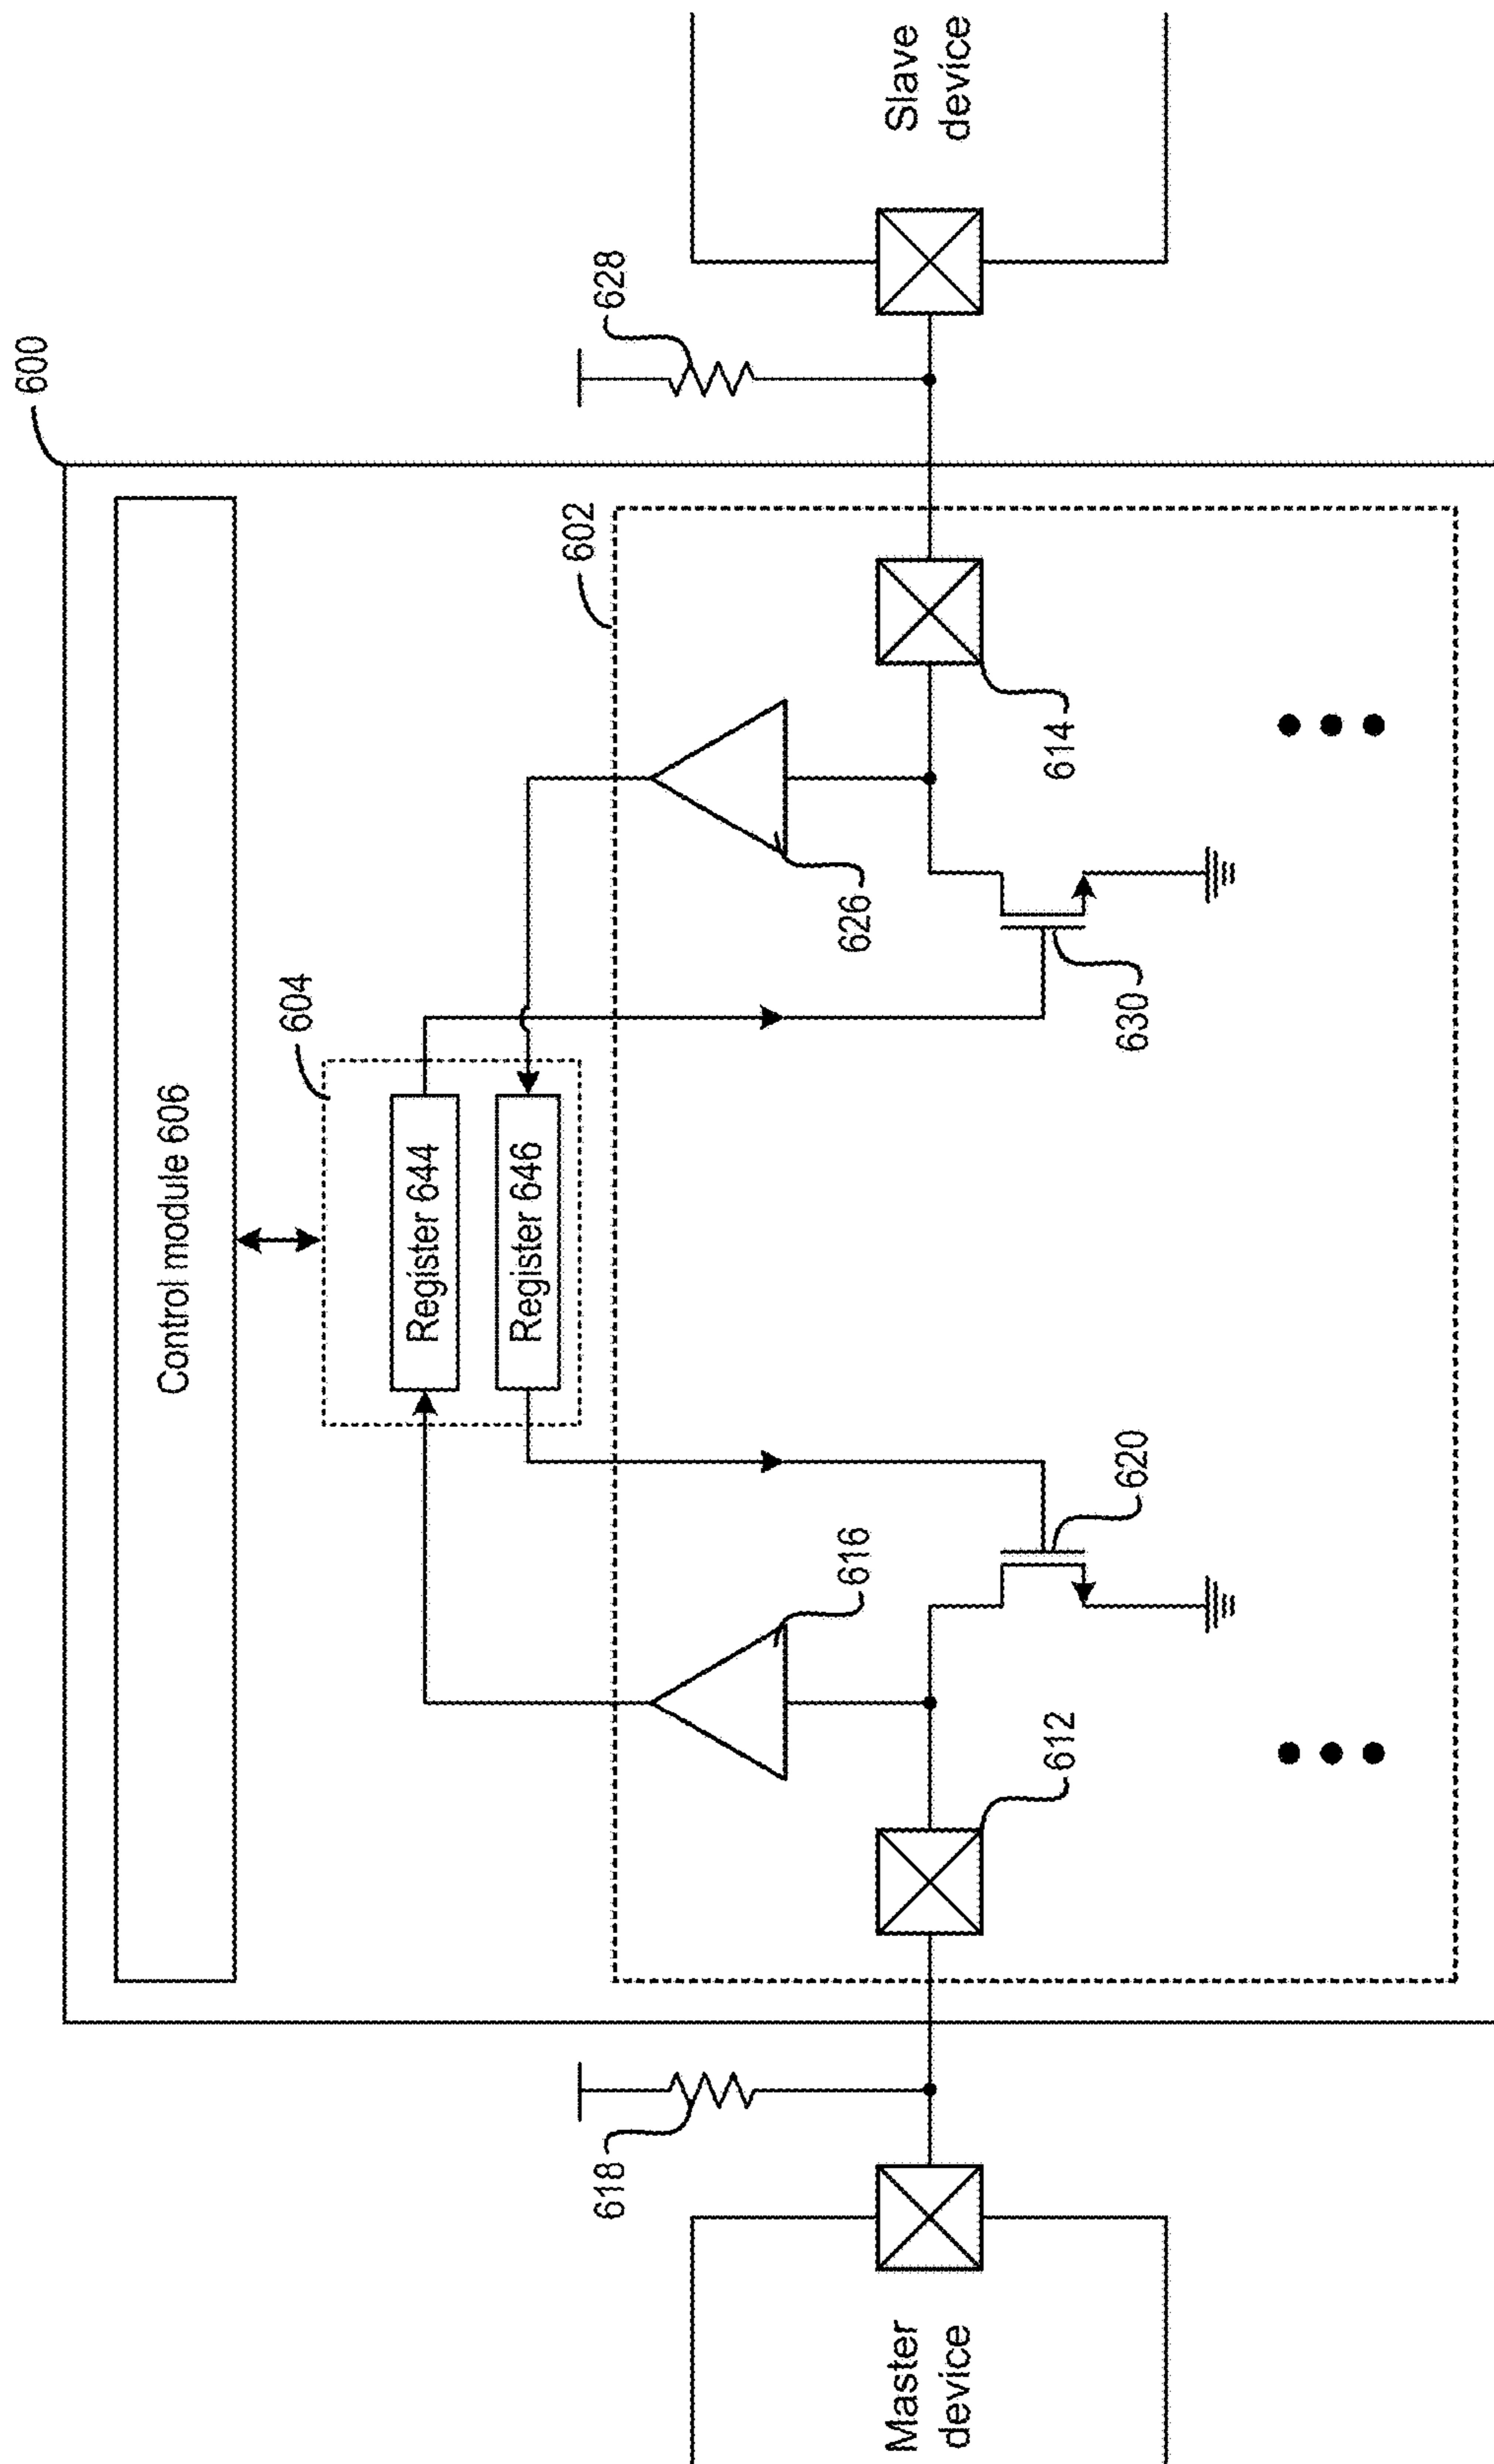 600
Control module 606
604
Register 644
Register 646
602
618
628
616
626
Master
device
Slave
device
612
614
620
630